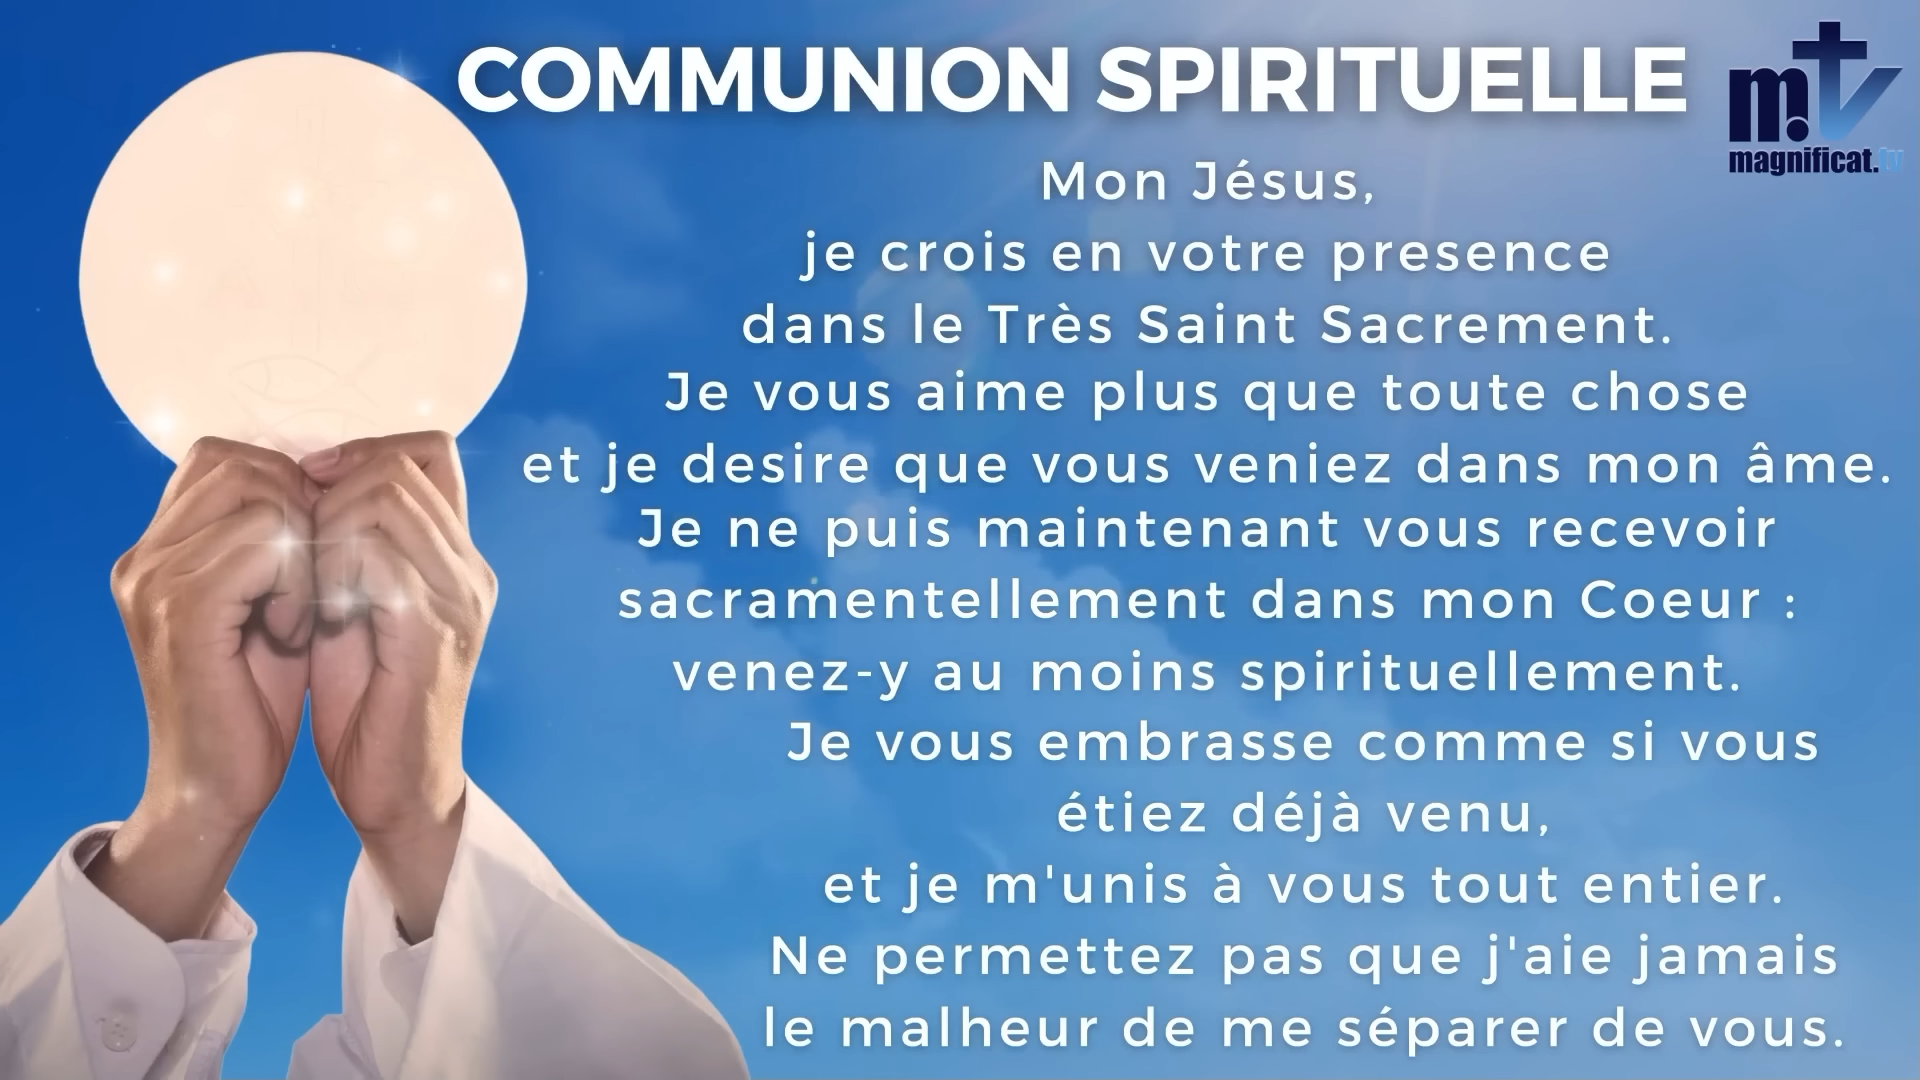 COMMUNION SPIRITUELLE
mtv
magnificat.tv
Mon Jésus,
je crois en votre presence
dans le Très Saint Sacrement.
Je vous aime plus que toute chose
et je desire que vous veniez dans mon âme.
Je ne puis maintenant vous recevoir
sacramentellement dans mon Coeur :
venez-y au moins spirituellement.
Je vous embrasse comme si vous
étiez déjà venu,
et je m'unis à vous tout entier.
Ne permettez pas que j'aie jamais
le malheur de me séparer de vous.